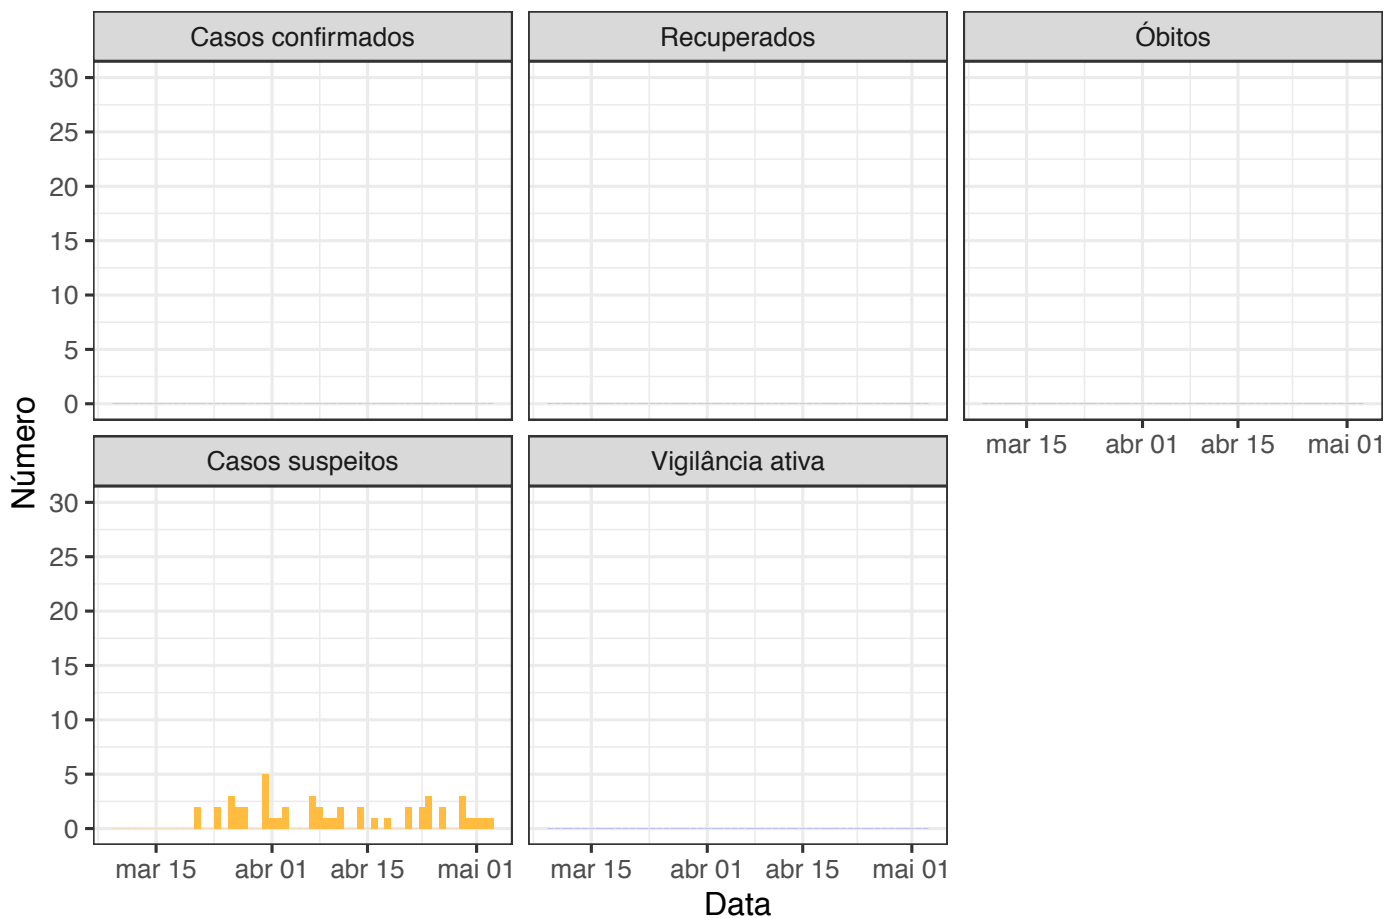 Casos confirmados
Recuperados
Óbitos
30
25
20
15
10
5
0
mar 15
abr 01
abr 15
mai 01
Casos suspeitos
Vigilância ativa
30
25
20
15
10
5
0
mar 15
abr 01
abr 15
mai 01
mar 15
abr 01
abr 15
mai 01
Número
Data